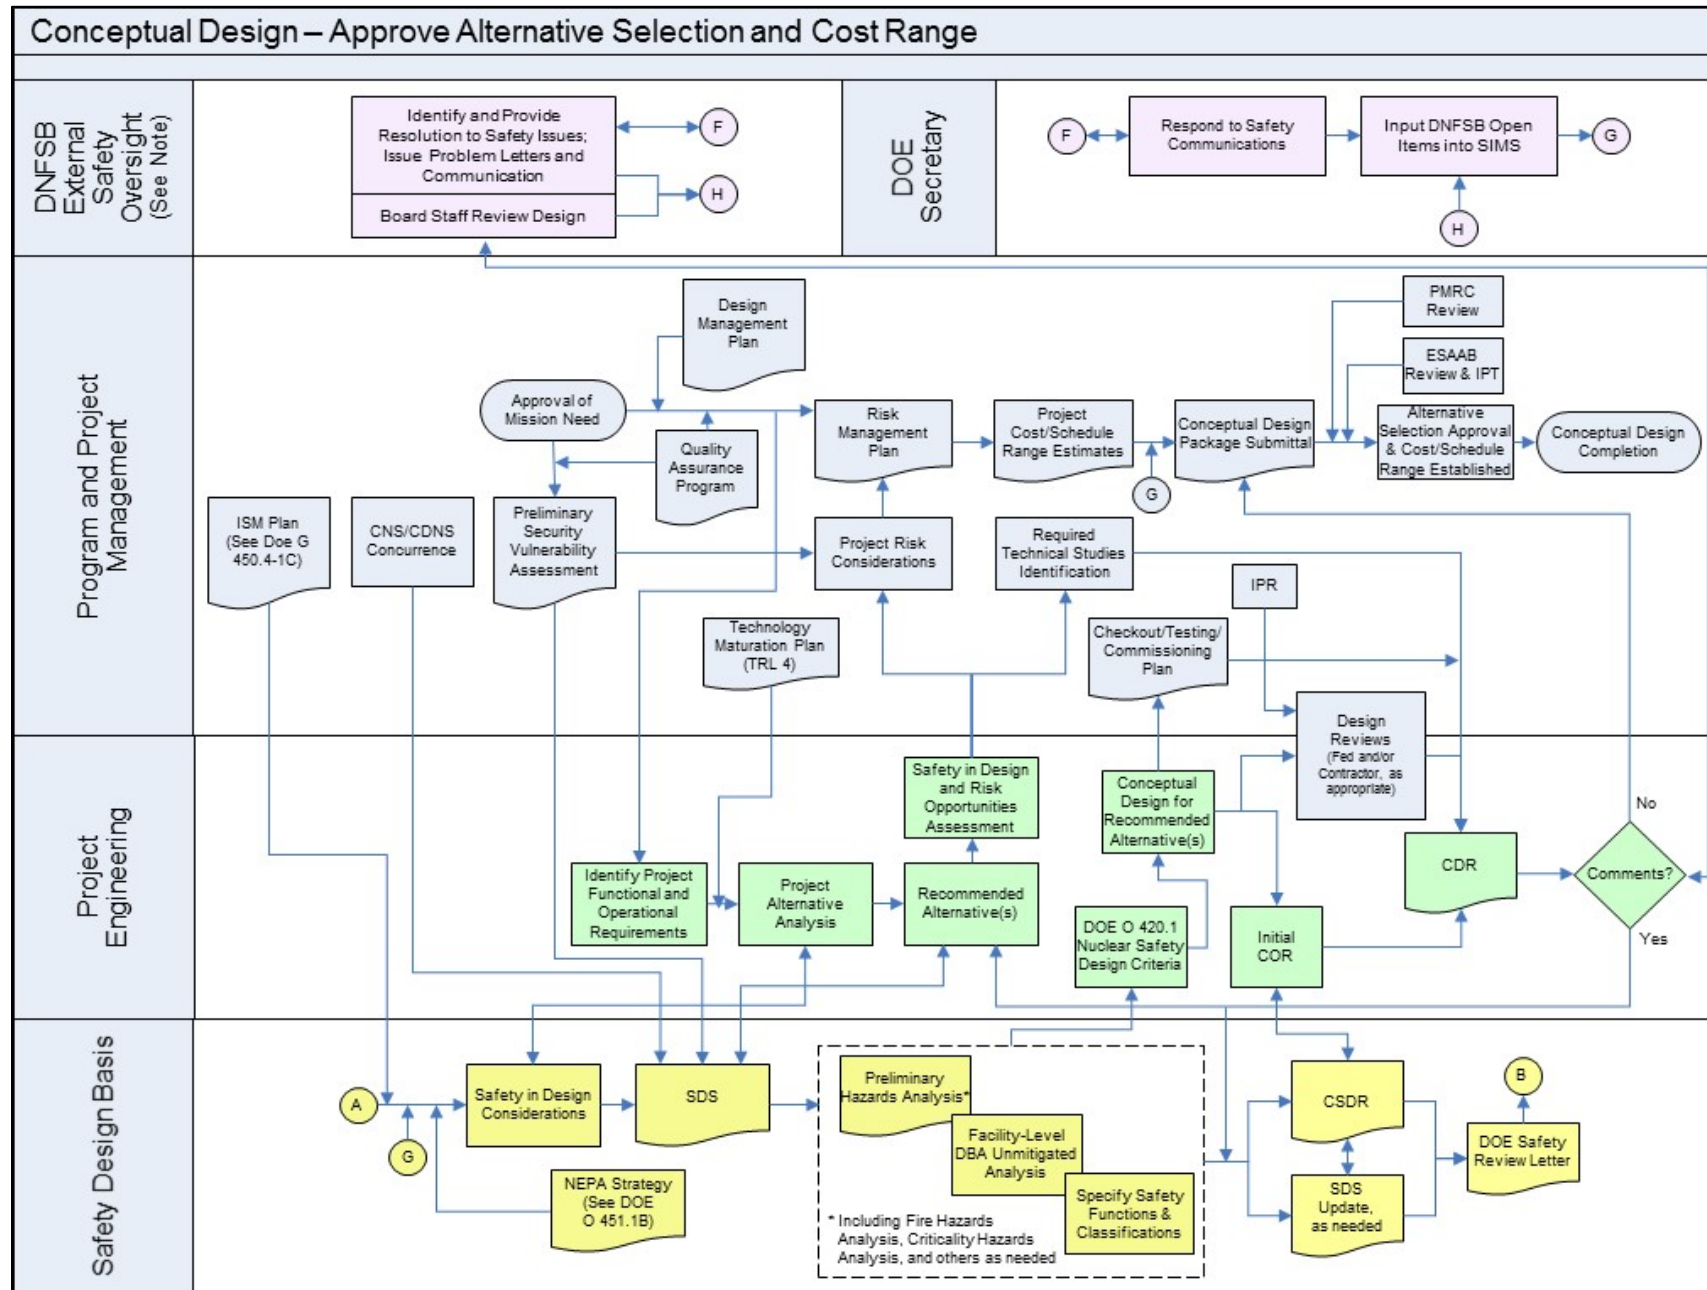 Conceptual Design – Approve Alternative Selection and Cost Range
DNFSB
External
Safety
Oversight
(See Note)
Identify and Provide
Resolution to Safety Issues;
Issue Problem Letters and
Communication
Board Staff Review Design
F
H
DOE
Secretary
F
Respond to Safety
Communications
Input DNFSB Open
Items into SIMS
G
H
Program and Project
Management
Design
Management
Plan
PMRC
Review
ESAAB
Review & IPT
Approval of
Mission Need
Quality
Assurance
Program
Risk
Management
Plan
Project
Cost/Schedule
Range Estimates
G
Conceptual Design
Package Submittal
Alternative
Selection Approval
& Cost/Schedule
Range Established
Conceptual Design
Completion
ISM Plan
(See Doe G
450.4-1C)
CNS/CDNS
Concurrence
Preliminary
Security
Vulnerability
Assessment
Project Risk
Considerations
Required
Technical Studies
Identification
IPR
Technology
Maturation Plan
(TRL 4)
Checkout/Testing/
Commissioning
Plan
Design
Reviews
(Fed and/or
Contractor, as
appropriate)
Project
Engineering
Safety in Design
and Risk
Opportunities
Assessment
Conceptual
Design for
Recommended
Alternative(s)
Identify Project
Functional and
Operational
Requirements
Project
Alternative
Analysis
Recommended
Alternative(s)
DOE O 420.1
Nuclear Safety
Design Criteria
Initial
COR
CDR
No
Comments?
Yes
Safety Design Basis
A
G
Safety in Design
Considerations
SDS
NEPA Strategy
(See DOE
O 451.1B)
Preliminary
Hazards Analysis*
Facility-Level
DBA Unmitigated
Analysis
Specify Safety
Functions &
Classifications
* Including Fire Hazards
Analysis, Criticality Hazards
Analysis, and others as needed
CSDR
SDS
Update,
as needed
B
DOE Safety
Review Letter